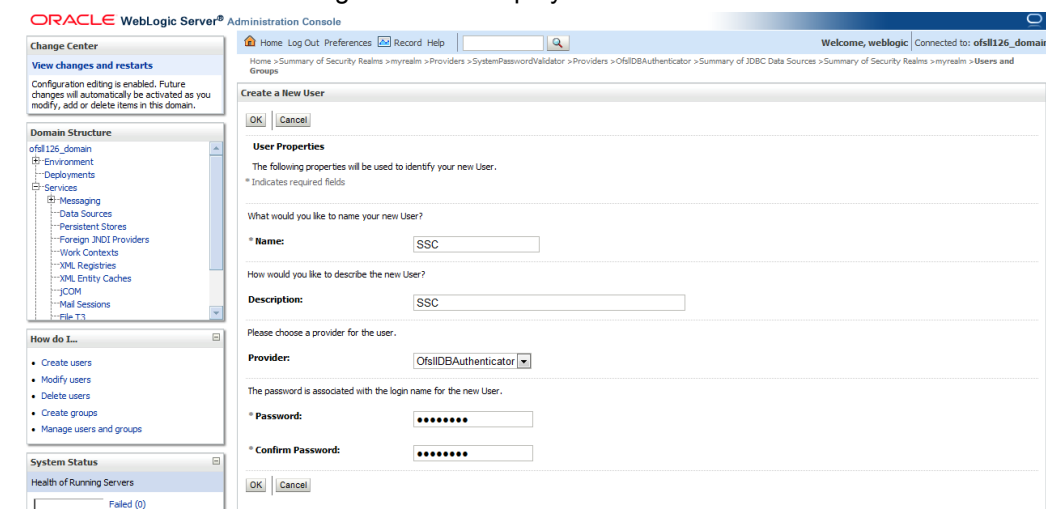 ORACLE WebLogic Server® Administration Console
Change Center
View changes and restarts
Configuration editing is enabled. Future
changes will automatically be activated as you
modify, add or delete items in this domain.
Domain Structure
ofsll126_domain
Environment
Deployments
Services
Messaging
Data Sources
Persistent Stores
Foreign JNDI Providers
Work Contexts
XML Registries
XML Entity Caches
jCOM
Mail Sessions
File T3
How do I...
Create users
Modify users
Delete users
Create groups
Manage users and groups
System Status
Health of Running Servers
Failed (0)
Home Log Out Preferences Record Help
Welcome, weblogic Connected to: ofsll126_domain
Home >Summary of Security Realms >myrealm >Providers >SystemPasswordValidator >Providers >OfsllDBAuthenticator >Summary of JDBC Data Sources >Summary of Security Realms >myrealm >Users and
Groups
Create a New User
OK Cancel
User Properties
The following properties will be used to identify your new User.
* Indicates required fields
What would you like to name your new User?
* Name: SSC
How would you like to describe the new User?
Description: SSC
Please choose a provider for the user.
Provider: OfsllDBAuthenticator
The password is associated with the login name for the new User.
* Password: ●●●●●●●●
* Confirm Password: ●●●●●●●●
OK Cancel